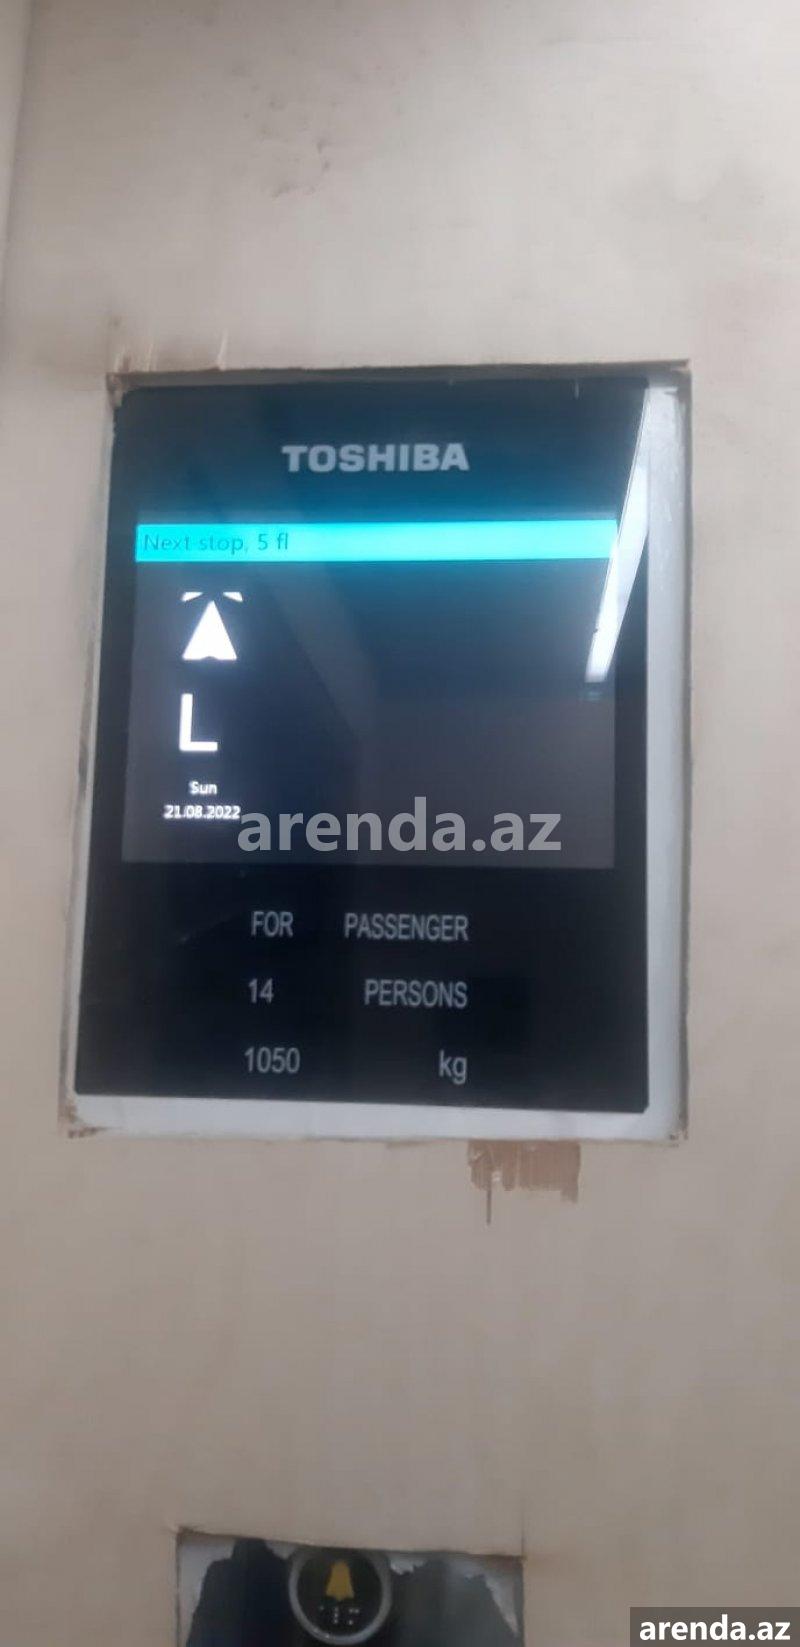 TOSHIBA
Next stop, 5 fl
L
Sun
21.08.2022
arenda.az
FOR PASSENGER
14 PERSONS
1050 kg
arenda.az